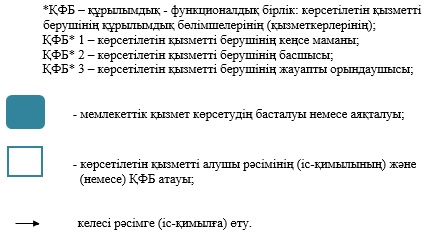 *ҚФБ – құрылымдық - функционалдық бірлік: көрсетілетін қызметті
берушінің құрылымдық бөлімшелерінің (қызметкерлерінің);
ҚФБ* 1 – көрсетілетін қызметті берушінің кеңсе маманы;
ҚФБ* 2 – көрсетілетін қызметті берушінің басшысы;
ҚФБ* 3 – көрсетілетін қызметті берушінің жауапты орындаушысы;
- мемлекеттік қызмет көрсетудің басталуы немесе аяқталуы;
- көрсетілетін қызметті алушы рәсімінің (іс-қимылының) және
(немесе) ҚФБ атауы;
келесі рәсімге (іс-қимылға) өту.